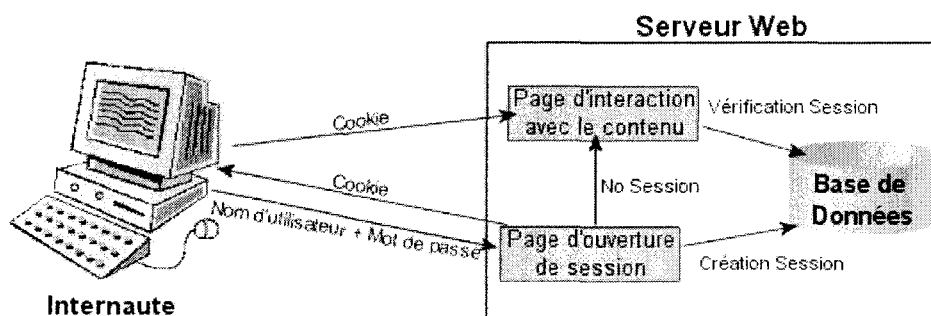 Serveur Web
Page d'interaction
avec le contenu
Vérification Session
Cookie
No Session
Cookie
Base de
Données
Nom d'utilisateur + Mot de passe
Page d'ouverture
de session
Création Session
Internaute